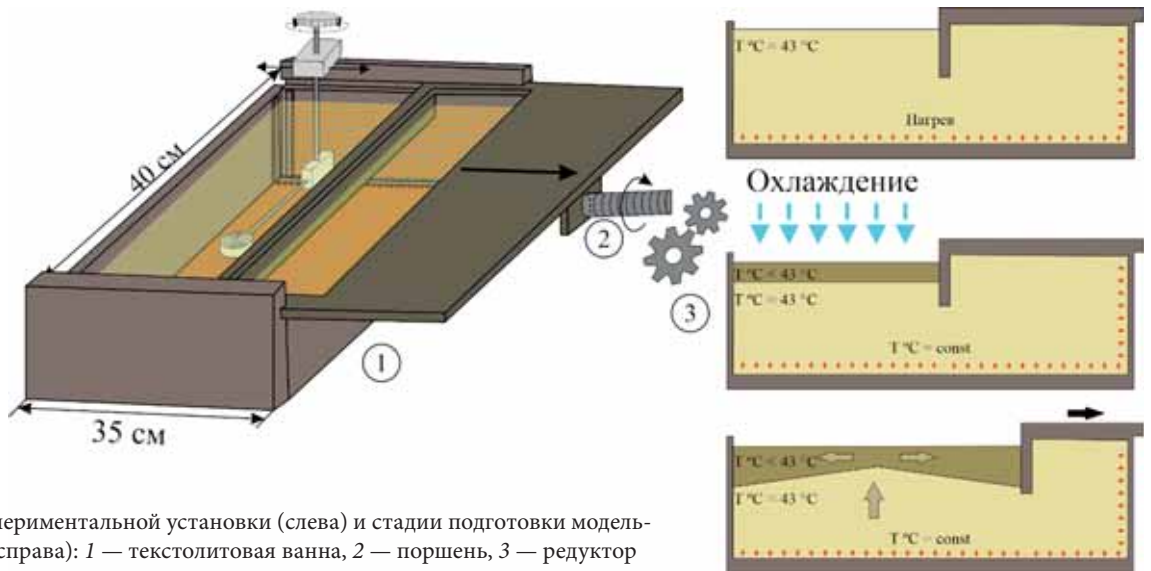 40 см
35 см
1
2
3
T °C = 43 °C
Нагрев
Охлаждение
T °C < 43 °C
T °C = 43 °C
T °C = const
T °C < 43 °C
T °C = 43 °C
T °C = const
периментальной установки (слева) и стадии подготовки модель-
справа): 1 — текстолитовая ванна, 2 — поршень, 3 — редуктор